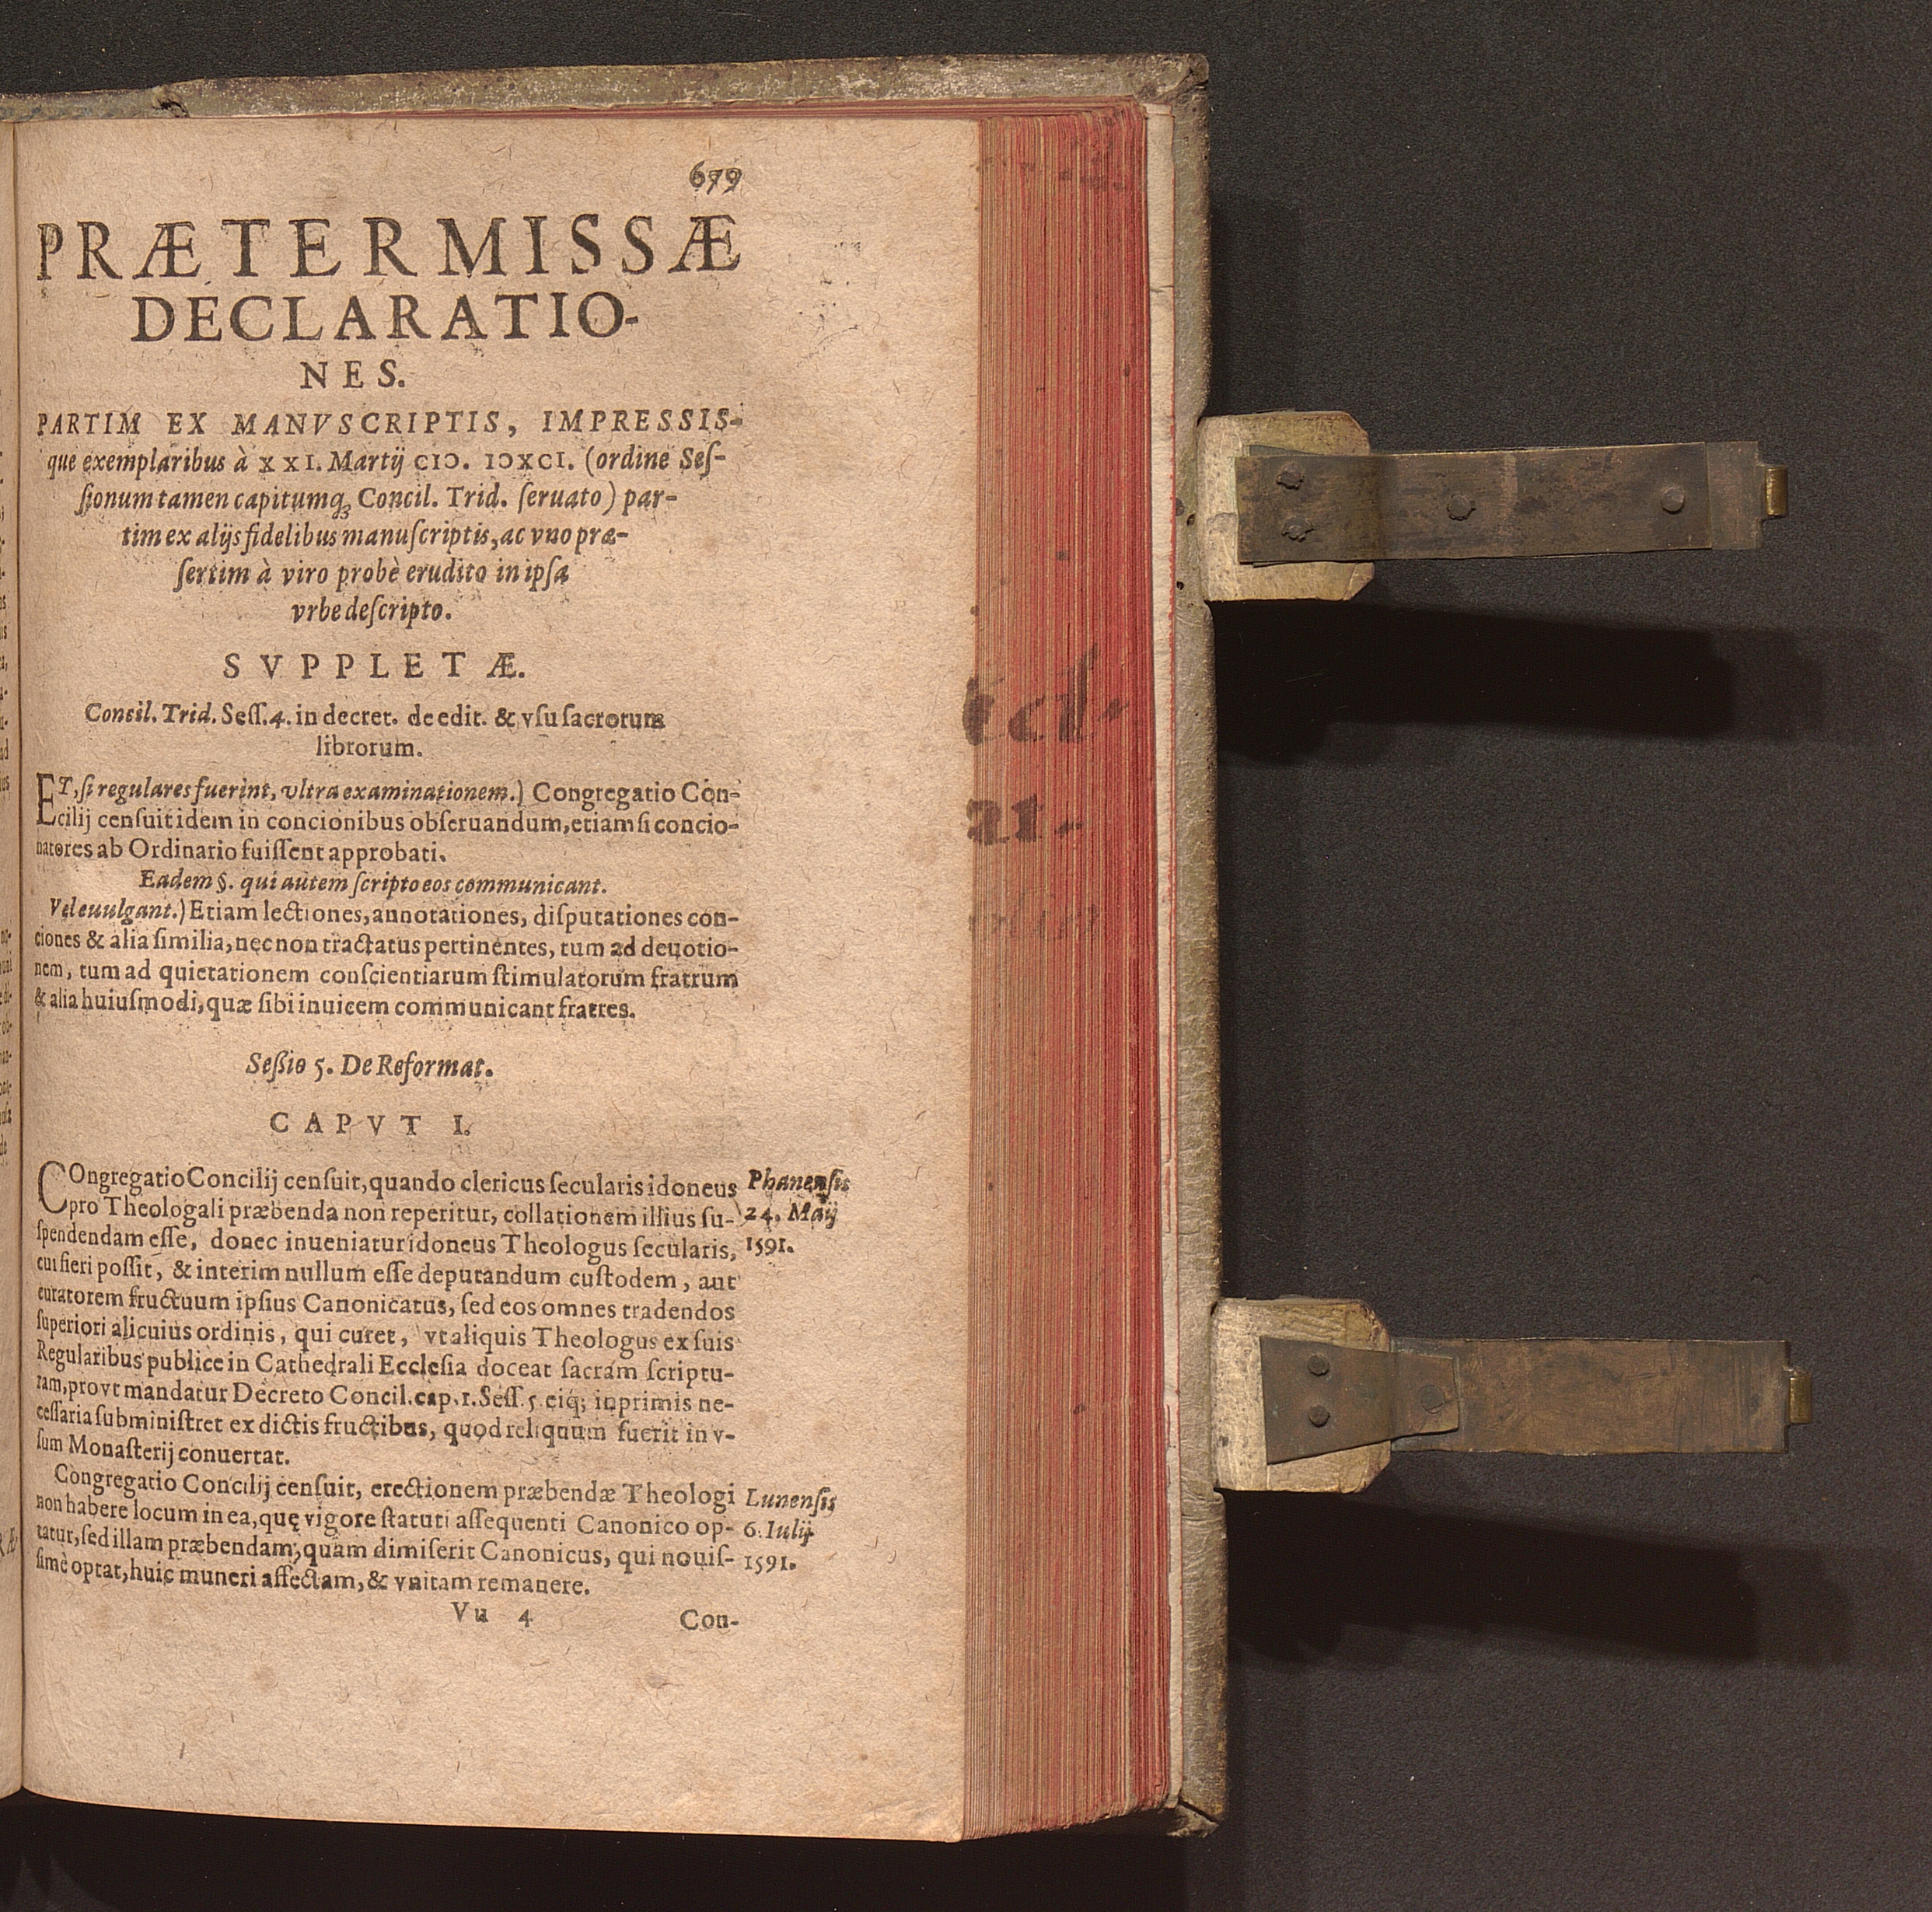 679
PRÆTERMISSÆ
DECLARATIO-
NES.
PARTIM EX MANVSCRIPTIS, IMPRESSIS-
que exemplaribus à XXI. Martij CIↃ. IↃXCI. (ordine Seſ-
ſionum tamen capitumq́; Concil. Trid. ſeruato) par-
tim ex alijs fidelibus manuſcriptis, ac vno præ-
ſertim à viro probè erudito in ipſa
vrbe deſcripto.
SVPPLETÆ.
Concil. Trid. Seſſ. 4. in decret. de edit. & vſu ſacrorum
librorum.
ET, ſi regulares fuerint, vltra examinationem.) Congregatio Con-
cilij cenſuit idem in concionibus obſeruandum, etiam ſi concio-
natores ab Ordinario fuiſſent approbati.
Eadem §. qui autem ſcripto eos communicant.
Vel euulgant.) Etiam lectiones, annotationes, diſputationes con-
ciones & alia ſimilia, nec non tractatus pertinentes, tum ad deuotio-
nem, tum ad quietationem conſcientiarum ſtimulatorum fratrum
& alia huiuſmodi, quæ ſibi inuicem communicant fratres.
Seßio 5. De Reformat.
CAPVT I.
COngregatio Concilij cenſuit, quando clericus ſecularis idoneus
pro Theologali præbenda non reperitur, collationem illius ſu-
ſpendendam eſſe, donec inueniatur idoneus Theologus ſecularis,
cui fieri poſſit, & interim nullum eſſe deputandum cuſtodem, aut
curatorem fructuum ipſius Canonicatus, ſed eos omnes tradendos
ſuperiori alicuius ordinis, qui curet, vt aliquis Theologus ex ſuis
Regularibus publice in Cathedrali Eccleſia doceat ſacram ſcriptu-
ram, provt mandatur Decreto Concil. cap. 1. Seſſ. 5 eiq́; inprimis ne-
ceſſaria ſubminiſtret ex dictis fructibus, quod reliquum fuerit in v-
ſum Monaſterij conuertat.
Phanenſis
24. Maij
1591.
Congregatio Concilij cenſuit, erectionem præbendæ Theologi
non habere locum in ea, quę vigore ſtatuti aſſequenti Canonico op-
tatur, ſed illam præbendam, quam dimiſerit Canonicus, qui nouiſ-
ſimè optat, huic muneri affectam, & vnitam remanere.
Lunenſis
6. Iulij
1591.
Vu 4 Con-